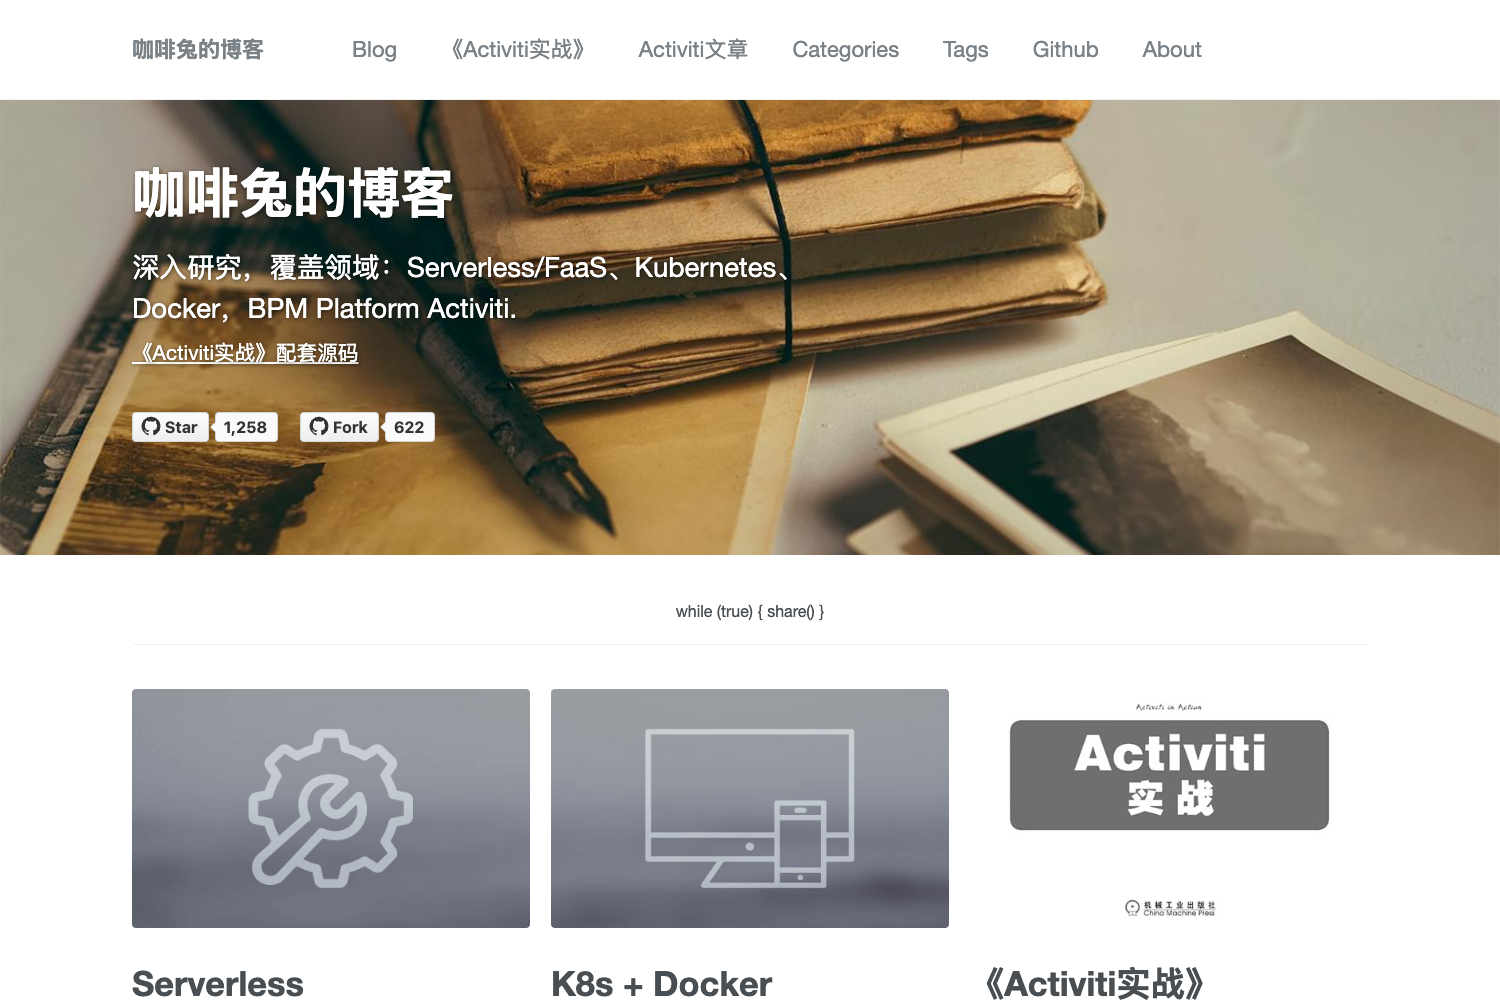 咖啡兔的博客
Blog
《Activiti实战》
Activiti文章
Categories
Tags
Github
About
咖啡兔的博客
深入研究，覆盖领域：Serverless/FaaS、Kubernetes、
Docker，BPM Platform Activiti.
《Activiti实战》配套源码
Star 1,258 Fork 622
while (true) { share() }
Activiti in Action
Activiti
实战
机械工业出版社
China Machine Press
Serverless
K8s + Docker
《Activiti实战》